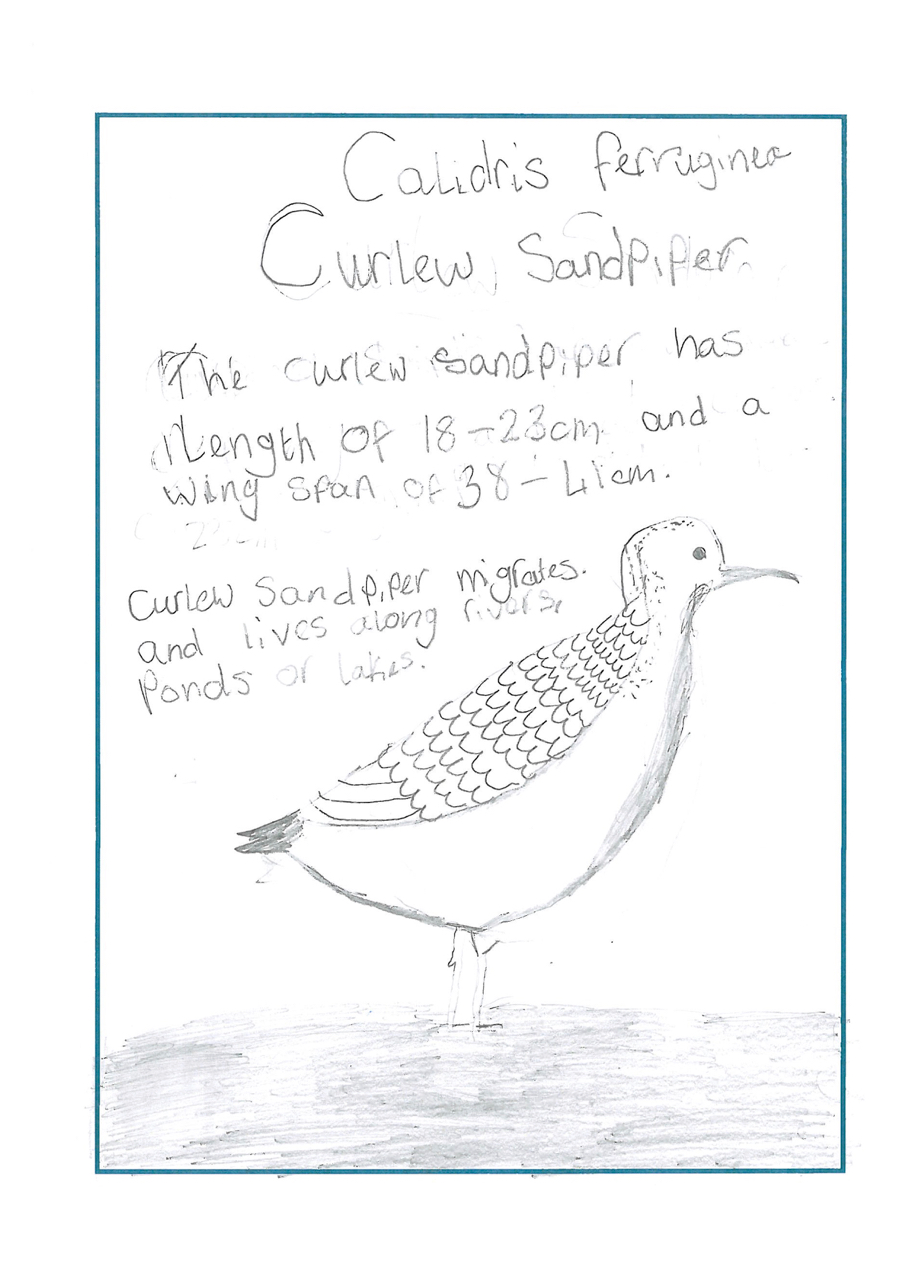 Calidris ferruginea
Curlew Sandpiper.
The curlew sandpiper has
length of 18-23cm and a
wing span of 38-41cm.
Curlew Sandpiper migrates.
and lives along rivers,
Ponds or lakes.